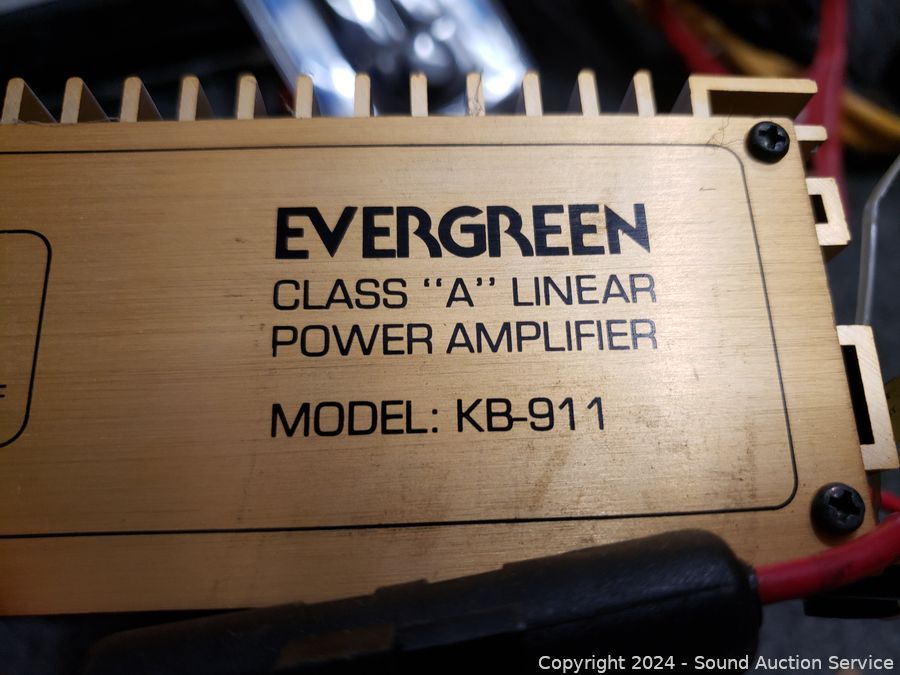 EVERGREEN
CLASS "A" LINEAR
POWER AMPLIFIER
MODEL: KB-911
Copyright 2024 - Sound Auction Service